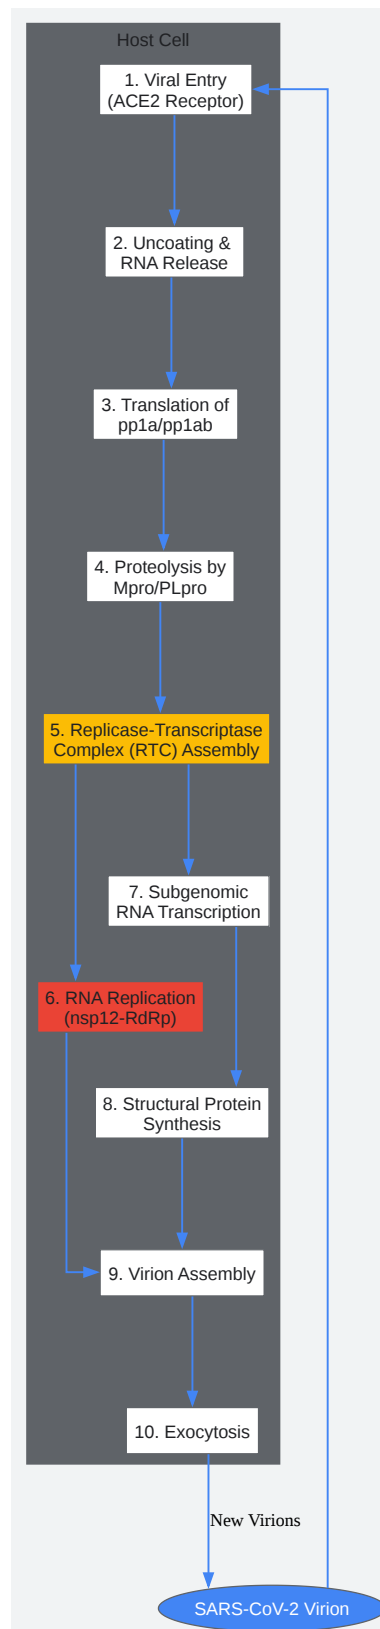 Host Cell
1. Viral Entry
(ACE2 Receptor)
2. Uncoating &
RNA Release
3. Translation of
pp1a/pp1ab
4. Proteolysis by
Mpro/PLpro
5. Replicase-Transcriptase
Complex (RTC) Assembly
7. Subgenomic
RNA Transcription
6. RNA Replication
(nsp12-RdRp)
8. Structural Protein
Synthesis
9. Virion Assembly
10. Exocytosis
New Virions
SARS-CoV-2 Virion